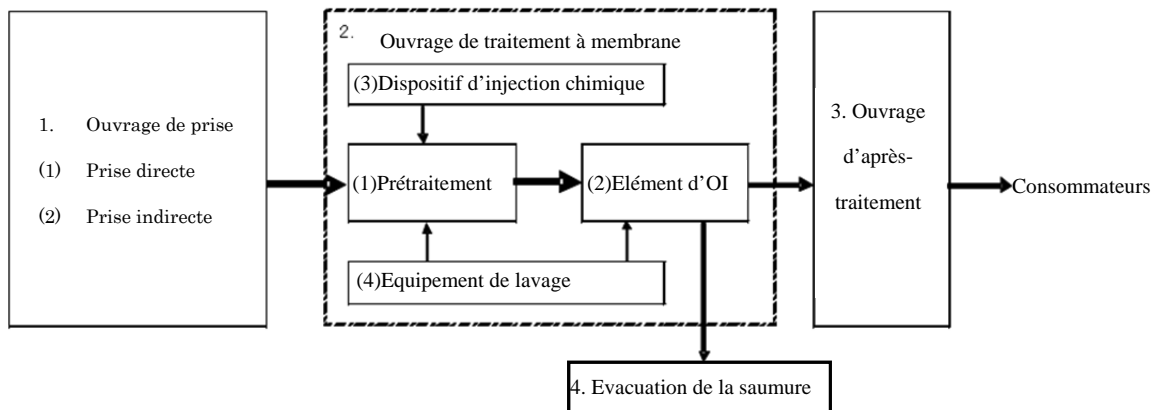 1. Ouvrage de prise
(1) Prise directe
(2) Prise indirecte
2.
Ouvrage de traitement à membrane
(3)Dispositif d’injection chimique
(1)Prétraitement
(2)Elément d’OI
(4)Equipement de lavage
3. Ouvrage
d’après-
traitement
Consommateurs
4. Evacuation de la saumure